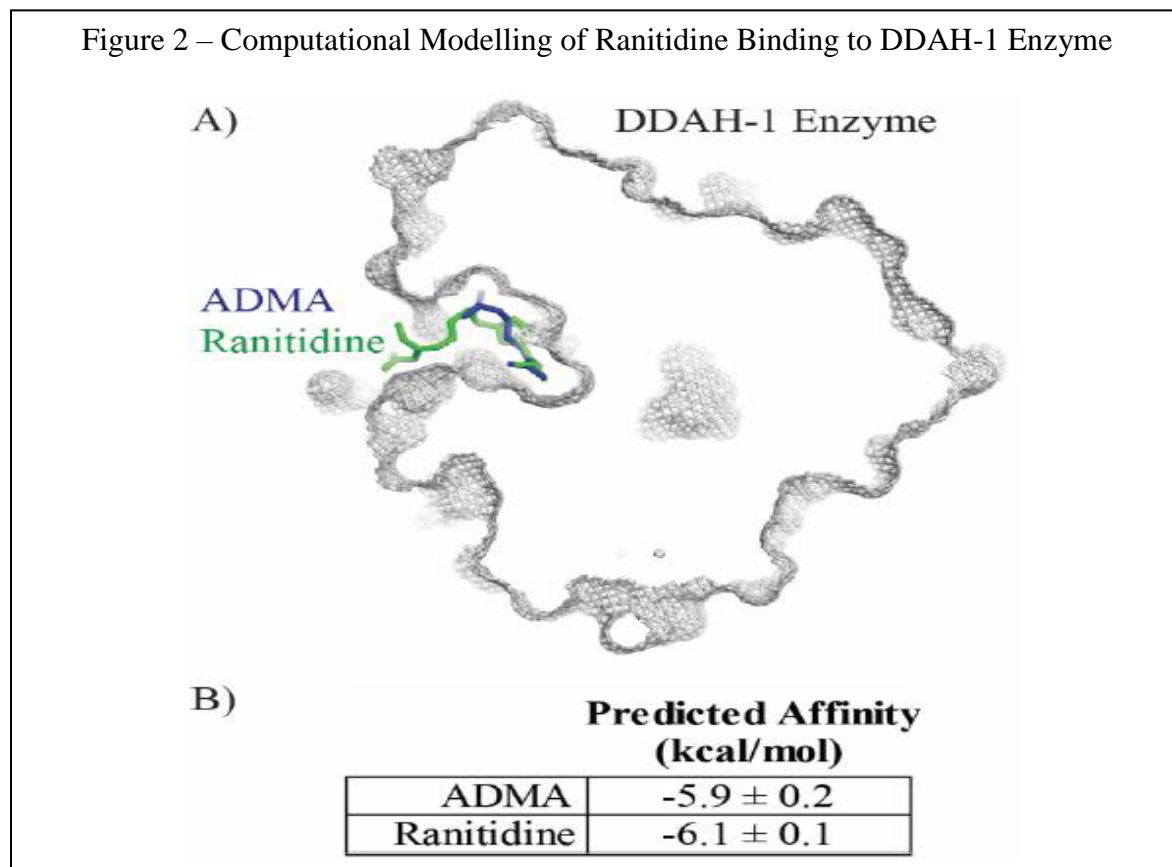 Figure 2 – Computational Modelling of Ranitidine Binding to DDAH-1 Enzyme
A)
DDAH-1 Enzyme
ADMA
Ranitidine
B)
Predicted Affinity
(kcal/mol)
ADMA -5.9 ± 0.2
Ranitidine -6.1 ± 0.1